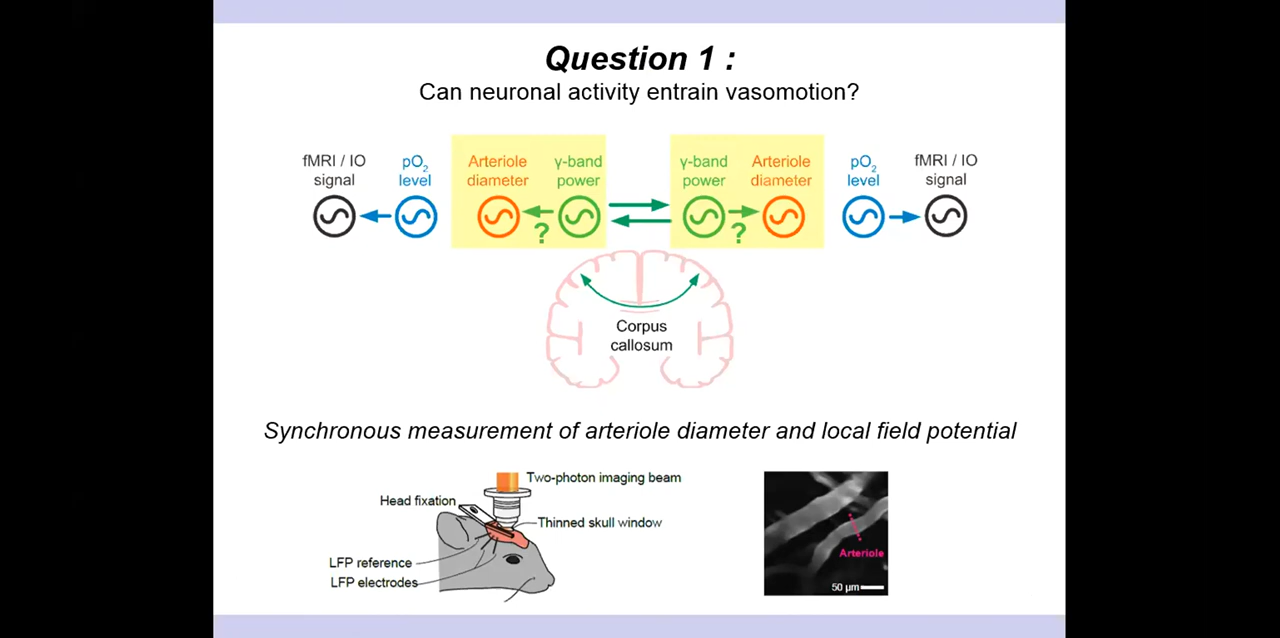 Question 1 :
Can neuronal activity entrain vasomotion?
fMRI / IO
signal
pO2
level
Arteriole
diameter
γ-band
power
γ-band
power
Arteriole
diameter
pO2
level
fMRI / IO
signal
?
?
Corpus
callosum
Synchronous measurement of arteriole diameter and local field potential
Two-photon imaging beam
Head fixation
Thinned skull window
LFP reference
LFP electrodes
Arteriole
50 µm